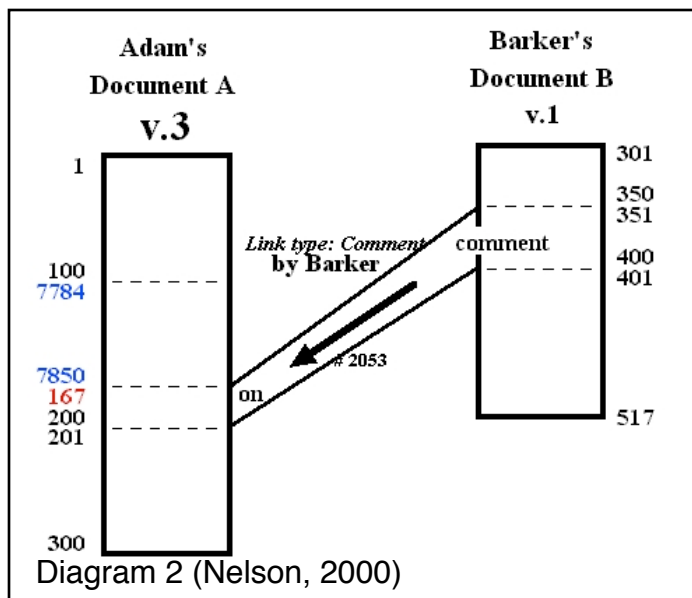 Adam's
Document A
v.3
1
100
7784
7850
167
200
201
300
Link type: Comment
by Barker
# 2053
on
comment
Barker's
Document B
v.1
301
350
351
400
401
517
Diagram 2 (Nelson, 2000)